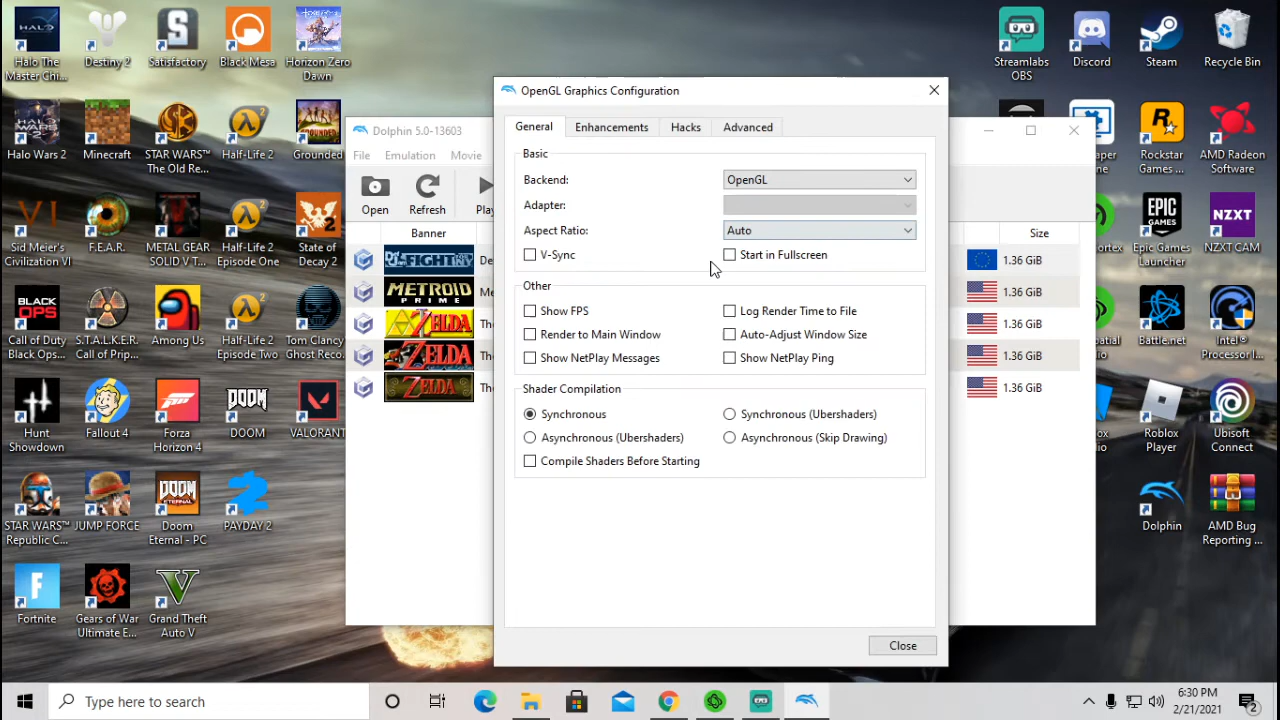 Halo The
Master Chi...
Destiny 2
Satisfactory
Black Mesa
Horizon Zero
Dawn
Streamlabs
OBS
Discord
Steam
Recycle Bin
Halo Wars 2
Minecraft
STAR WARS™
The Old Re...
Half-Life 2
Grounded
Rockstar
Games ...
AMD Radeon
Software
Sid Meier's
Civilization VI
F.E.A.R.
METAL GEAR
SOLID V T...
Half-Life 2
Episode One
State of
Decay 2
Epic Games
Launcher
NZXT CAM
Call of Duty
Black Ops...
S.T.A.L.K.E.R.
Call of Prip...
Among Us
Half-Life 2
Episode Two
Tom Clancy
Ghost Reco...
Battle.net
Intel®
Processor I...
Hunt
Showdown
Fallout 4
Forza
Horizon 4
DOOM
VALORANT
Roblox
Player
Ubisoft
Connect
STAR WARS™
Republic C...
JUMP FORCE
Doom
Eternal - PC
PAYDAY 2
Dolphin
AMD Bug
Reporting ...
Fortnite
Gears of War
Ultimate E...
Grand Theft
Auto V
Dolphin 5.0-13603
File Emulation Movie
Open Refresh Play
Banner
Size
DEF FIGHT NY
De
1.36 GiB
METROID
PRIME
Me
1.36 GiB
ZELDA
The
1.36 GiB
ZELDA
The
1.36 GiB
ZELDA
The
1.36 GiB
OpenGL Graphics Configuration
General Enhancements Hacks Advanced
Basic
Backend: OpenGL
Adapter:
Aspect Ratio: Auto
V-Sync Start in Fullscreen
Other
Show FPS Log Render Time to File
Render to Main Window Auto-Adjust Window Size
Show NetPlay Messages Show NetPlay Ping
Shader Compilation
Synchronous Synchronous (Ubershaders)
Asynchronous (Ubershaders) Asynchronous (Skip Drawing)
Compile Shaders Before Starting
Close
Type here to search
6:30 PM
2/21/2021
2